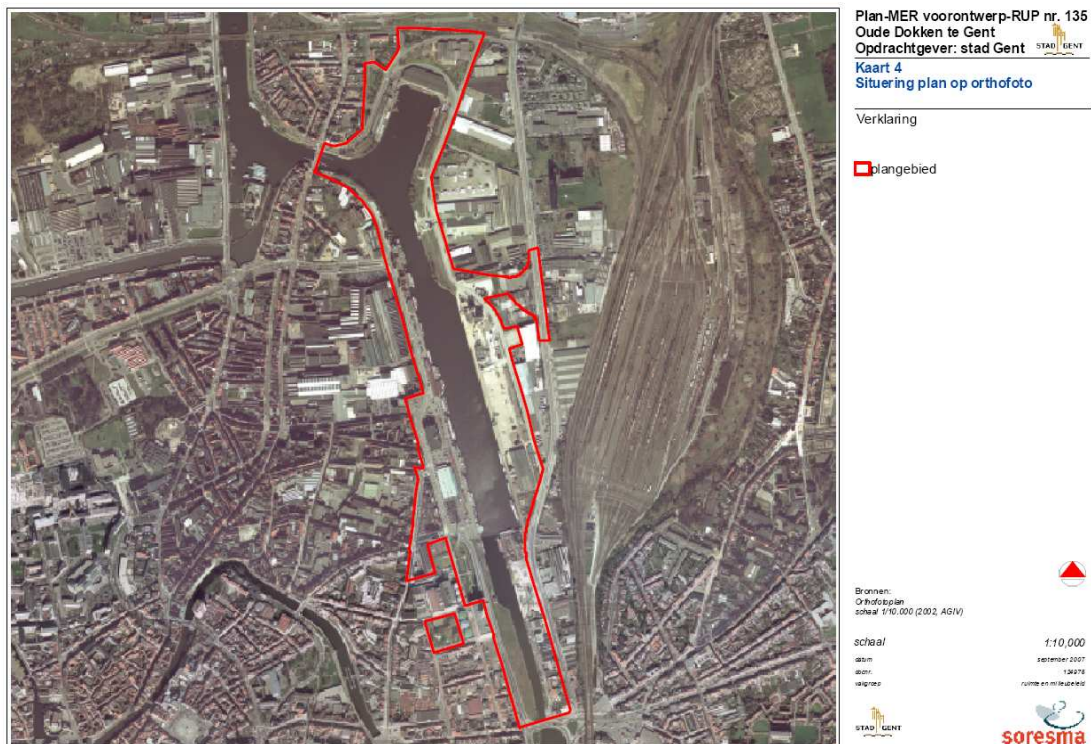 Plan-MER voorontwerp-RUP nr. 135
Oude Dokken te Gent
Opdrachtgever: stad Gent
STAD GENT
Kaart 4
Situering plan op orthofoto
Verklaring
plangebied
Bronnen:
Orthofotoplan
schaal 1/10.000 (2002, AGIV)
schaal 1:10,000
datum september 2007
docnr.
vakgroep ruimte en milieubeleid
STAD GENT
soresma